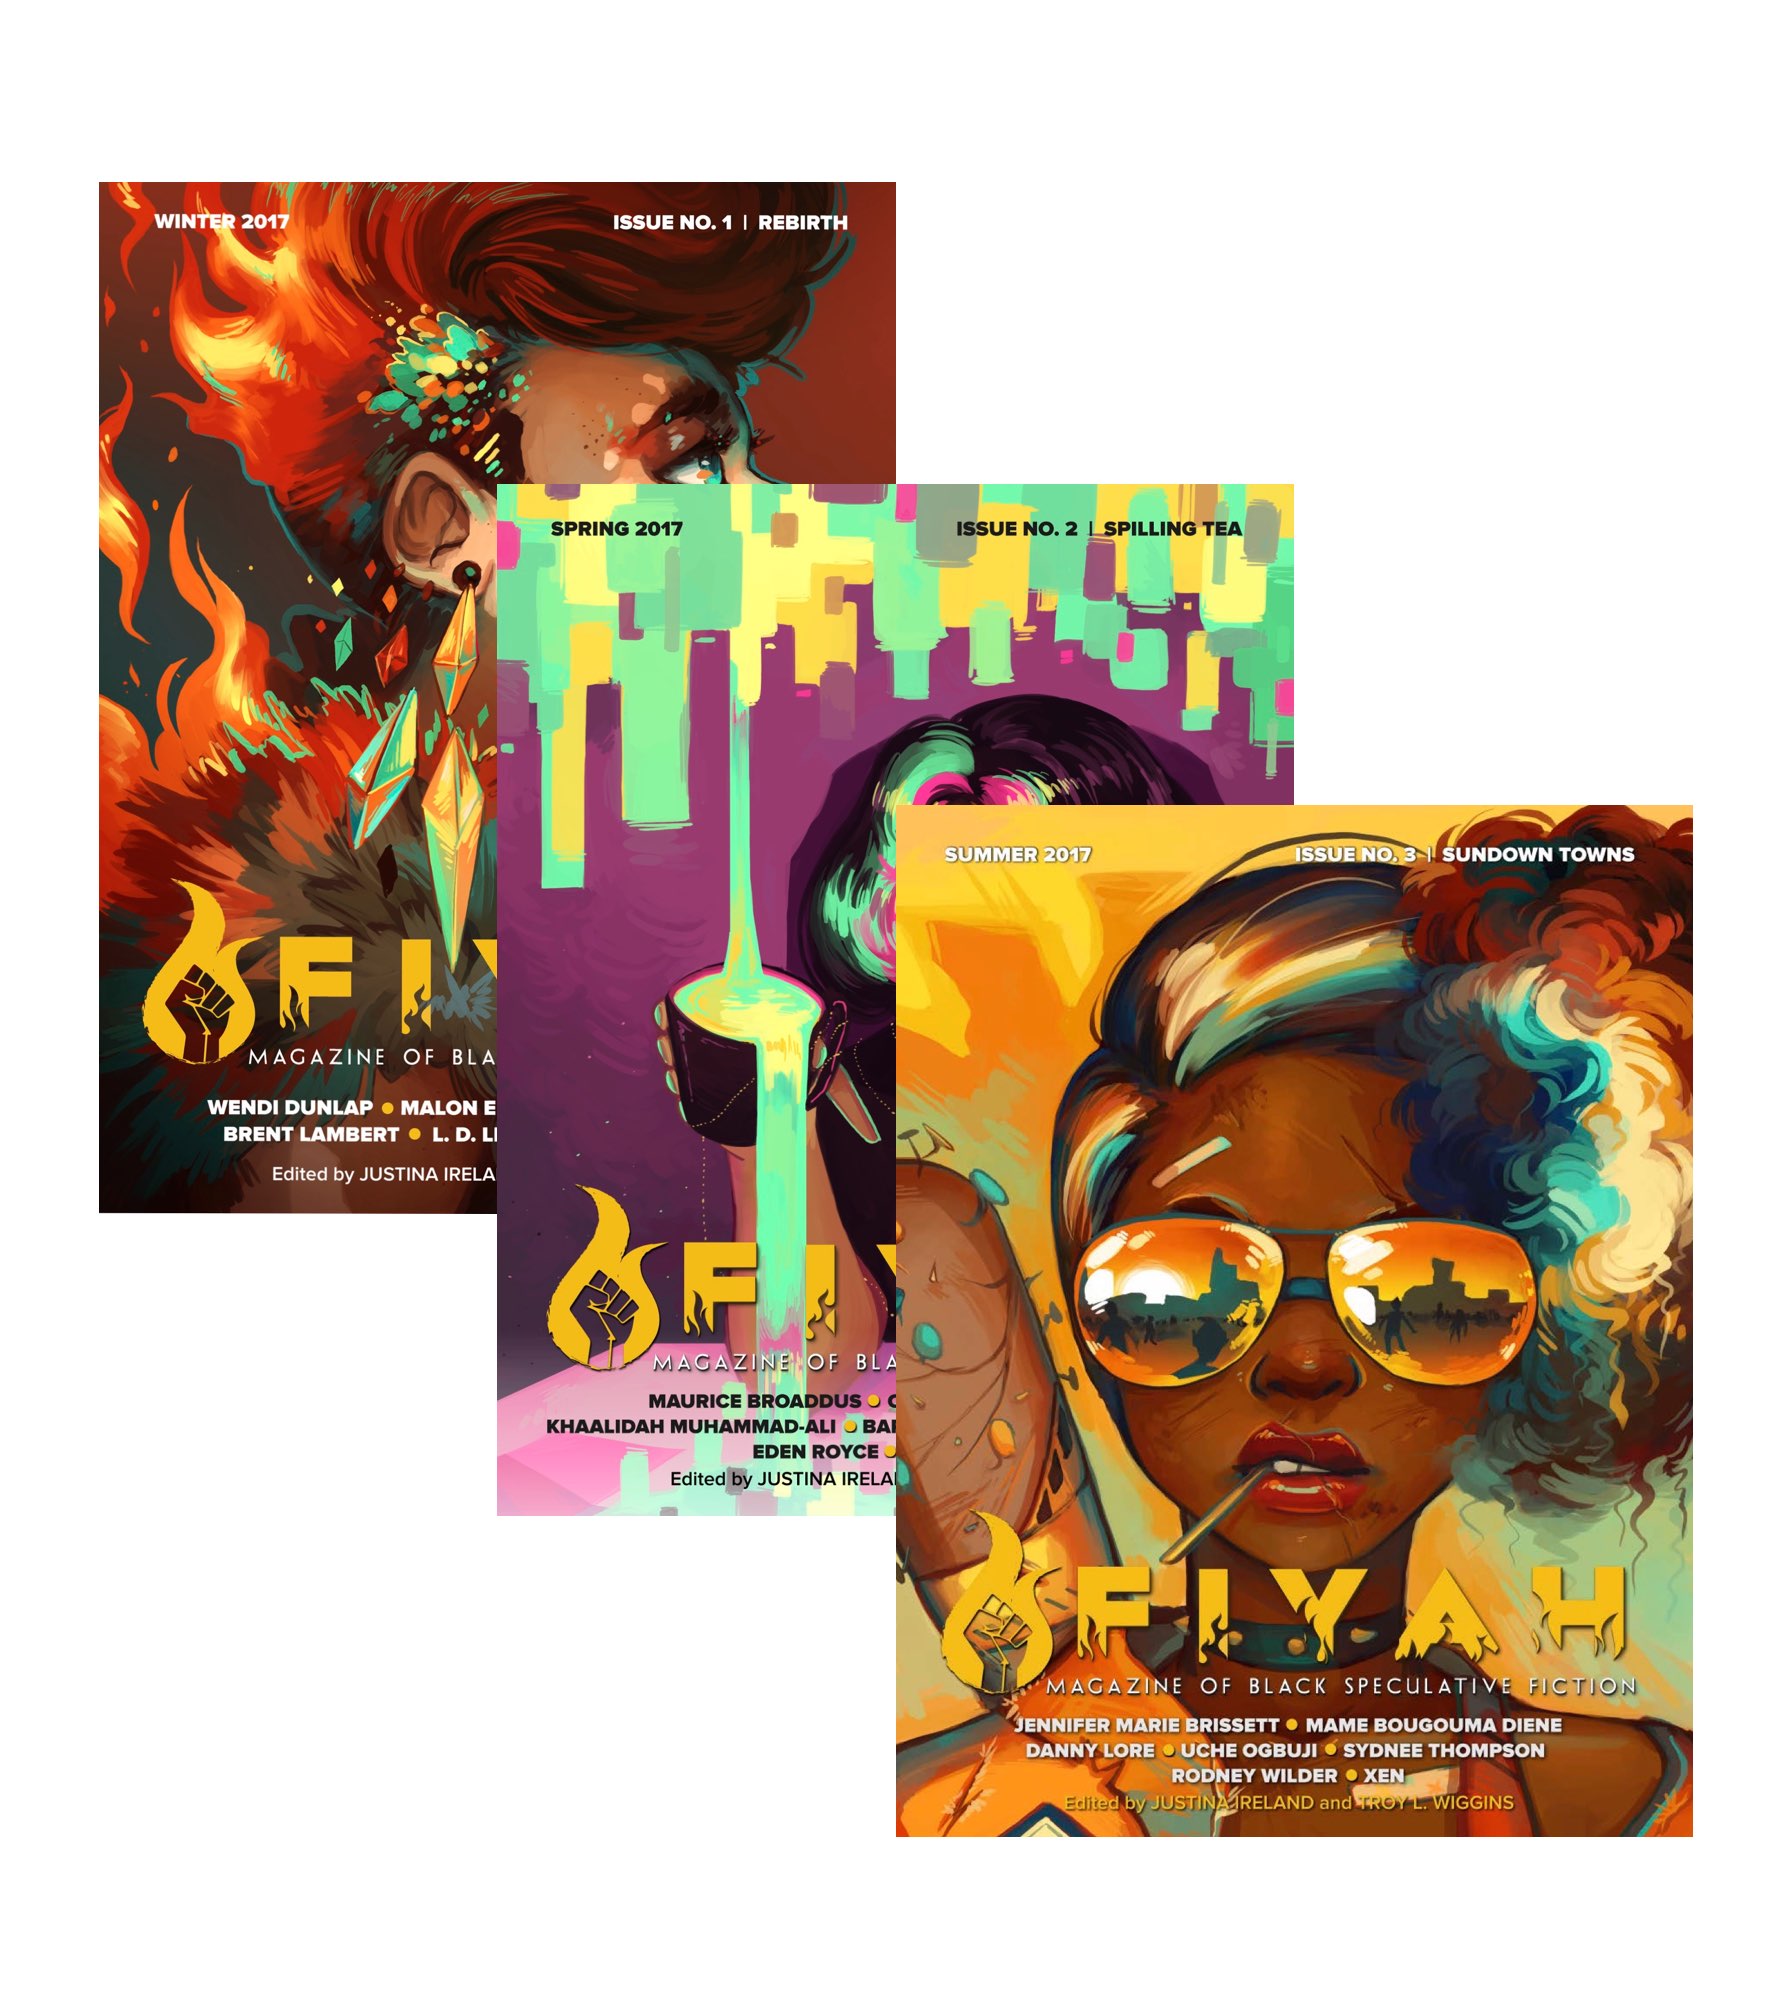 WINTER 2017
ISSUE NO. 1 | REBIRTH
FIY
MAGAZINE OF BLA
WENDI DUNLAP ● MALON E
BRENT LAMBERT ● L. D. L
Edited by JUSTINA IRELA
SPRING 2017
ISSUE NO. 2 | SPILLING TEA
FIY
MAGAZINE OF BLA
MAURICE BROADDUS ●
KHAALIDAH MUHAMMAD-ALI ● BA
EDEN ROYCE ●
Edited by JUSTINA IRELA
SUMMER 2017
ISSUE NO. 3 | SUNDOWN TOWNS
FIYAH
MAGAZINE OF BLACK SPECULATIVE FICTION
JENNIFER MARIE BRISSETT ● MAME BOUGOUMA DIENE
DANNY LORE ● UCHE OGBUJI ● SYDNEE THOMPSON
RODNEY WILDER ● XEN
Edited by JUSTINA IRELAND and TROY L. WIGGINS